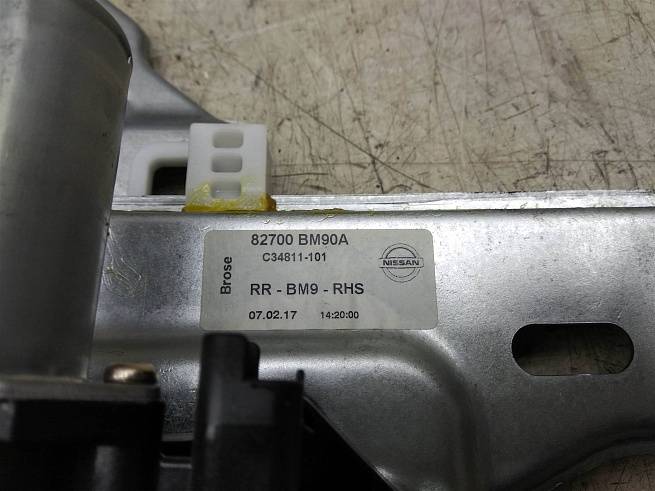 82700 BM90A
C34811-101
NISSAN
Brose
RR - BM9 - RHS
07.02.17 14:20:00